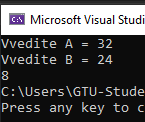 Microsoft Visual Studi
Vvedite A = 32
Vvedite B = 24
8
C:\Users\GTU-Stude
Press any key to c